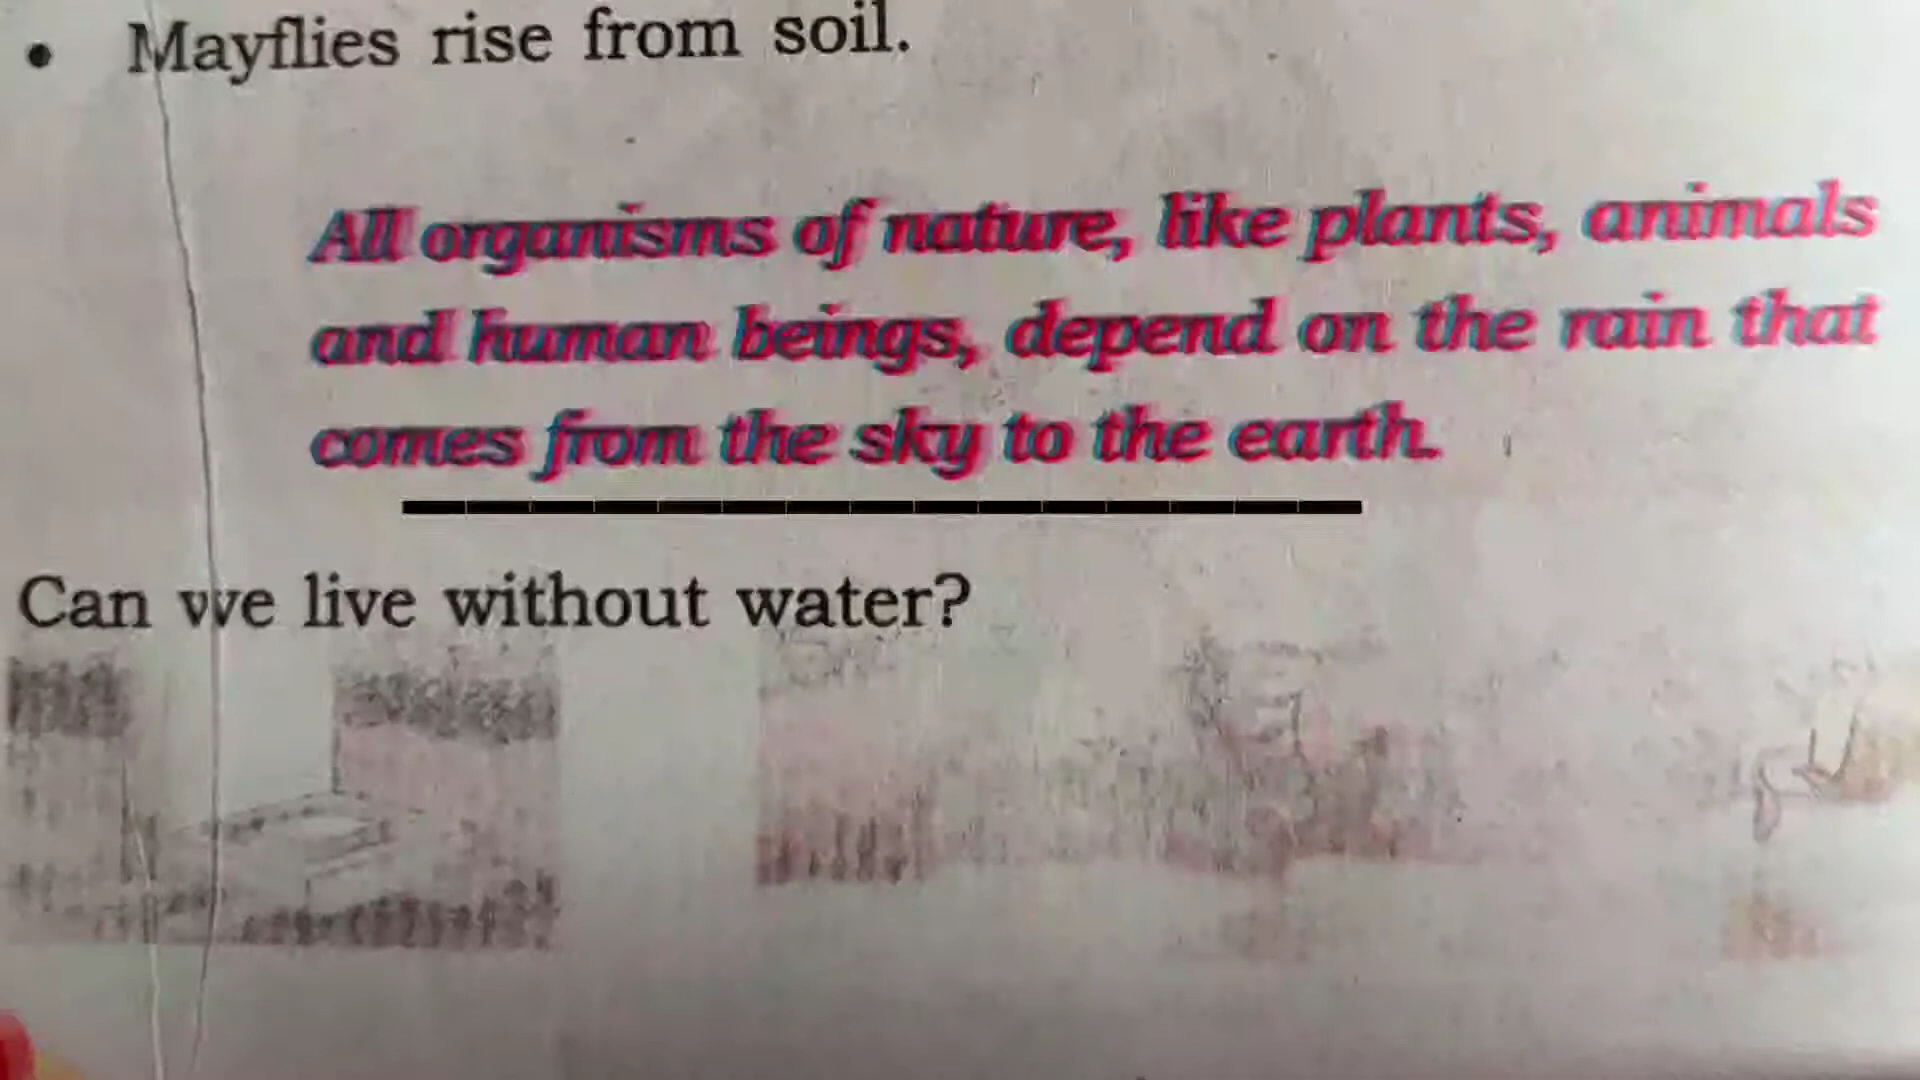 • Mayflies rise from soil.
All organisms of nature, like plants, animals
and human beings, depend on the rain that
comes from the sky to the earth.
Can we live without water?